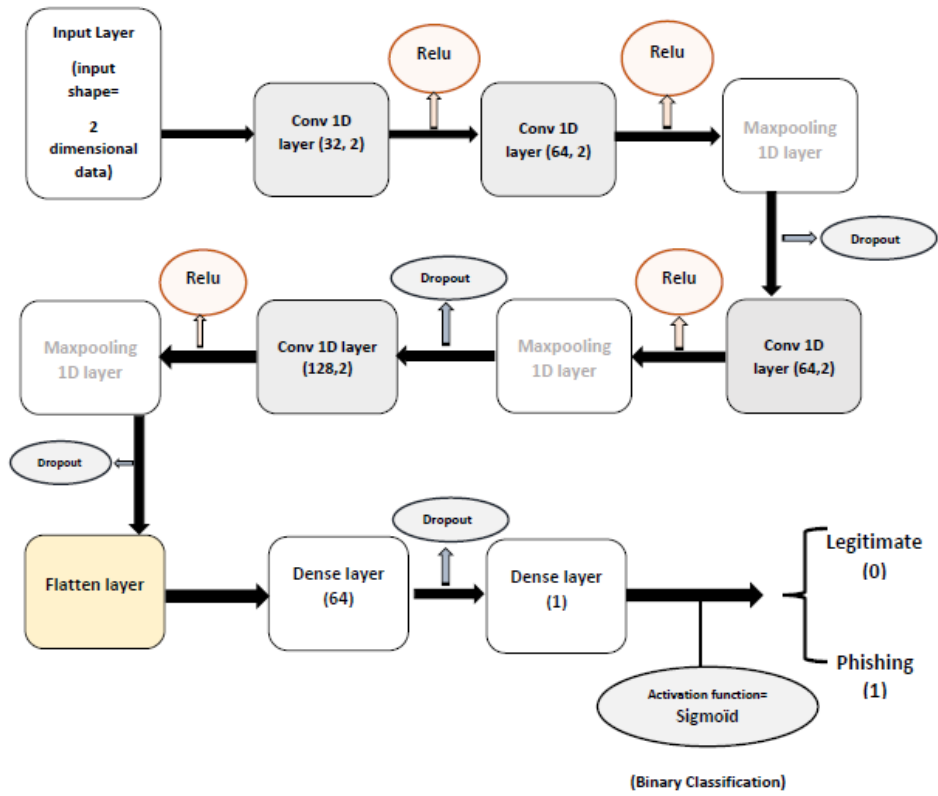 Input Layer
(input
shape=
2
dimensional
data)
Conv 1D
layer (32, 2)
Relu
Conv 1D
layer (64, 2)
Relu
Maxpooling
1D layer
Dropout
Conv 1D
layer (64,2)
Relu
Maxpooling
1D layer
Dropout
Conv 1D layer
(128,2)
Relu
Maxpooling
1D layer
Dropout
Flatten layer
Dense layer
(64)
Dropout
Dense layer
(1)
Activation function=
Sigmoïd
Legitimate
(0)
Phishing
(1)
(Binary Classification)